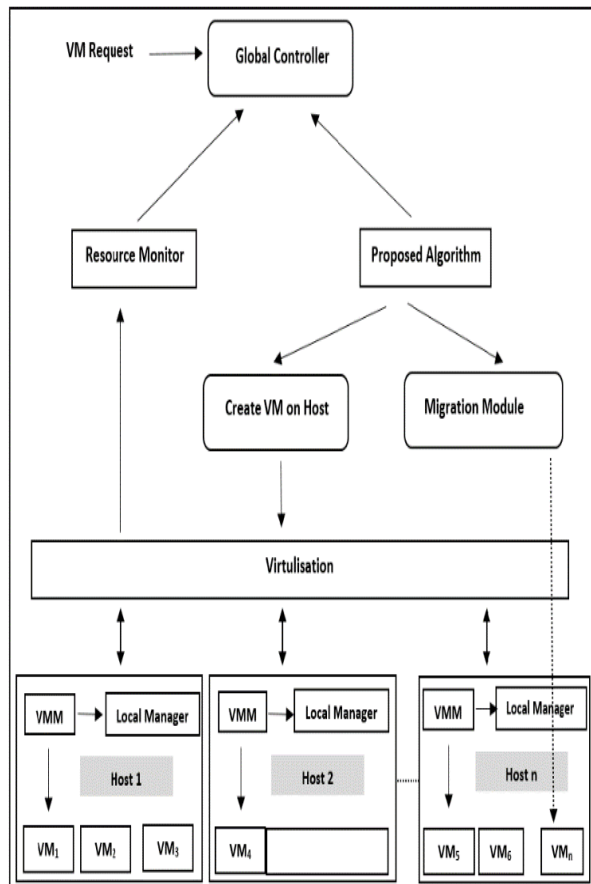 VM Request
Global Controller
Resource Monitor
Proposed Algorithm
Create VM on Host
Migration Module
Virtulisation
VMM
Local Manager
Host 1
VM₁
VM₂
VM₃
VMM
Local Manager
Host 2
VM₄
VMM
Local Manager
Host n
VM₅
VM₆
VMₙ